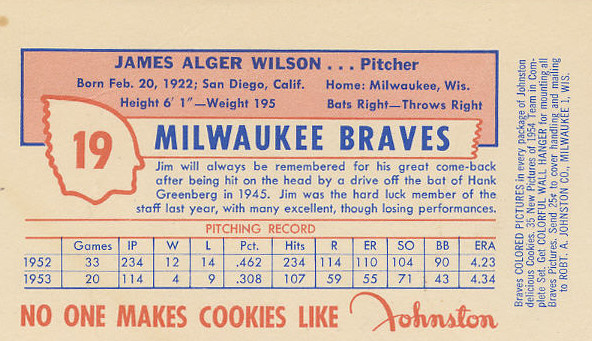 JAMES ALGER WILSON . . . Pitcher
Born Feb. 20, 1922; San Diego, Calif. Home: Milwaukee, Wis.
Height 6' 1"—Weight 195 Bats Right—Throws Right
19
MILWAUKEE BRAVES
Jim will always be remembered for his great come-back
after being hit on the head by a drive off the bat of Hank
Greenberg in 1945. Jim was the hard luck member of the
staff last year, with many excellent, though losing performances.
PITCHING RECORD
Games IP W L Pct. Hits R ER SO BB ERA
1952 33 234 12 14 .462 234 114 110 104 90 4.23
1953 20 114 4 9 .308 107 59 55 71 43 4.34
NO ONE MAKES COOKIES LIKE Johnston
Braves COLORED PICTURES in every package of Johnston
delicious Cookies. 35 New Pictures of 1954 Team in Com-
plete Set. Get COLORFUL WALL HANGER for mounting all
Braves Pictures. Send 25c to cover handling and mailing
to ROBT. A. JOHNSTON CO., MILWAUKEE 1, WIS.